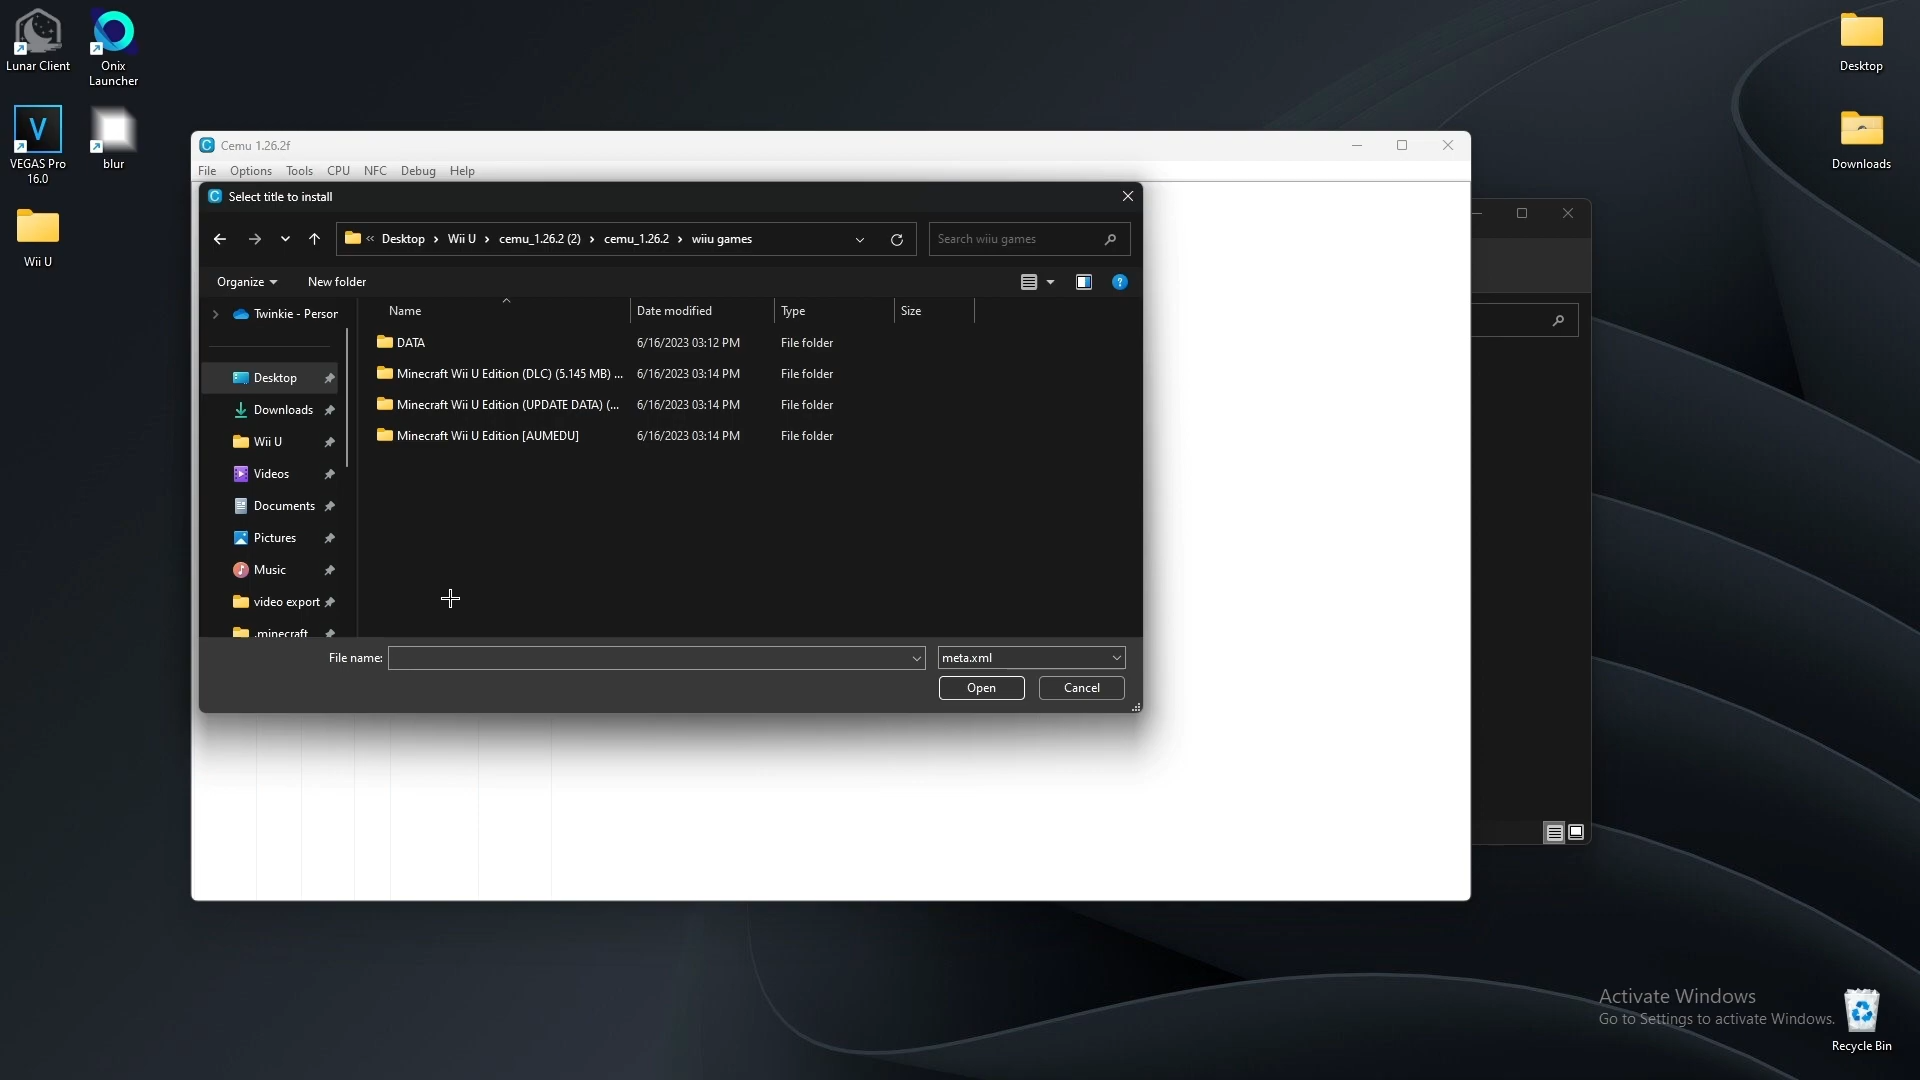 Lunar Client
Onix
Launcher
VEGAS Pro
16.0
blur
Wii U
Desktop
Downloads
Cemu 1.26.2f
File Options Tools CPU NFC Debug Help
Select title to install
« Desktop › Wii U › cemu_1.26.2 (2) › cemu_1.26.2 › wiiu games
Search wiiu games
Organize New folder
Twinkie - Person
Desktop
Downloads
Wii U
Videos
Documents
Pictures
Music
video export
.minecraft
Name Date modified Type Size
DATA 6/16/2023 03:12 PM File folder
Minecraft Wii U Edition (DLC) (5.145 MB) ... 6/16/2023 03:14 PM File folder
Minecraft Wii U Edition (UPDATE DATA) (... 6/16/2023 03:14 PM File folder
Minecraft Wii U Edition [AUMEDU] 6/16/2023 03:14 PM File folder
File name:
meta.xml
Open Cancel
Activate Windows
Go to Settings to activate Windows.
Recycle Bin